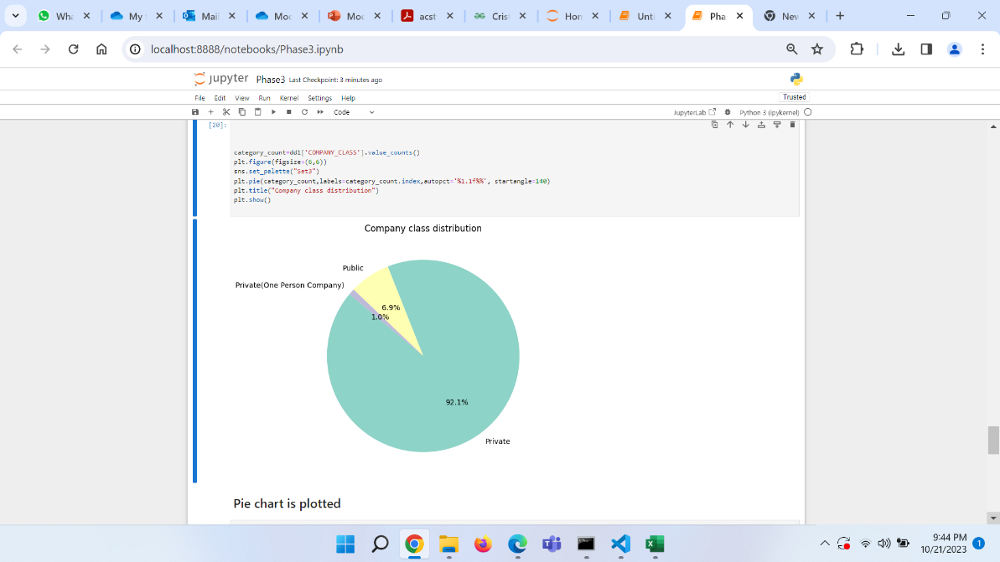 Wha
My
Mail
Moc
Moc
acst
Cris
Hon
Unti
Pha
Nev
localhost:8888/notebooks/Phase3.ipynb
jupyter Phase3 Last Checkpoint: 3 minutes ago
Trusted
File Edit View Run Kernel Settings Help
Code
JupyterLab
Python 3 (ipykernel)
[20]:
category_count=dd1['COMPANY_CLASS'].value_counts()
plt.figure(figsize=(6,6))
sns.set_palette("Set3")
plt.pie(category_count,labels=category_count.index,autopct='%1.1f%%', startangle=140)
plt.title("Company class distribution")
plt.show()
Company class distribution
Public
Private(One Person Company)
6.9%
1.0%
92.1%
Private
Pie chart is plotted
9:44 PM
10/21/2023
1